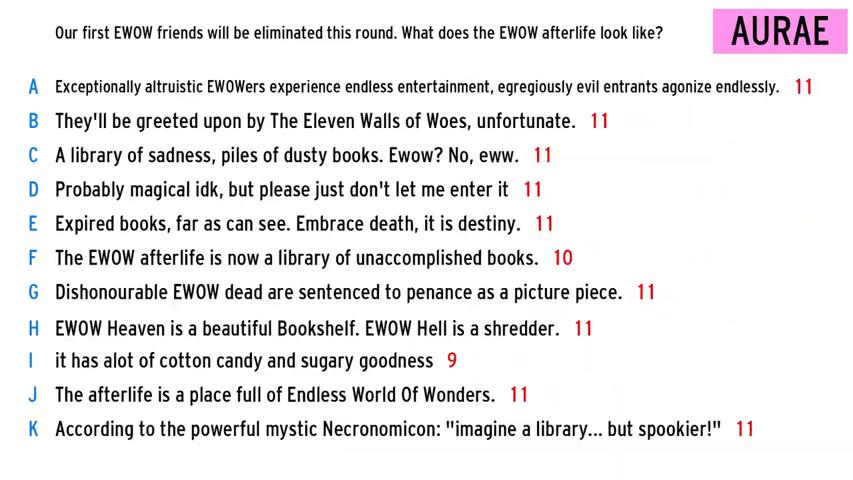 Our first EWOW friends will be eliminated this round. What does the EWOW afterlife look like?
AURAE
A Exceptionally altruistic EWOWers experience endless entertainment, egregiously evil entrants agonize endlessly. 11
B They'll be greeted upon by The Eleven Walls of Woes, unfortunate. 11
C A library of sadness, piles of dusty books. Ewow? No, eww. 11
D Probably magical idk, but please just don't let me enter it 11
E Expired books, far as can see. Embrace death, it is destiny. 11
F The EWOW afterlife is now a library of unaccomplished books. 10
G Dishonourable EWOW dead are sentenced to penance as a picture piece. 11
H EWOW Heaven is a beautiful Bookshelf. EWOW Hell is a shredder. 11
I it has alot of cotton candy and sugary goodness 9
J The afterlife is a place full of Endless World Of Wonders. 11
K According to the powerful mystic Necronomicon: "imagine a library... but spookier!" 11